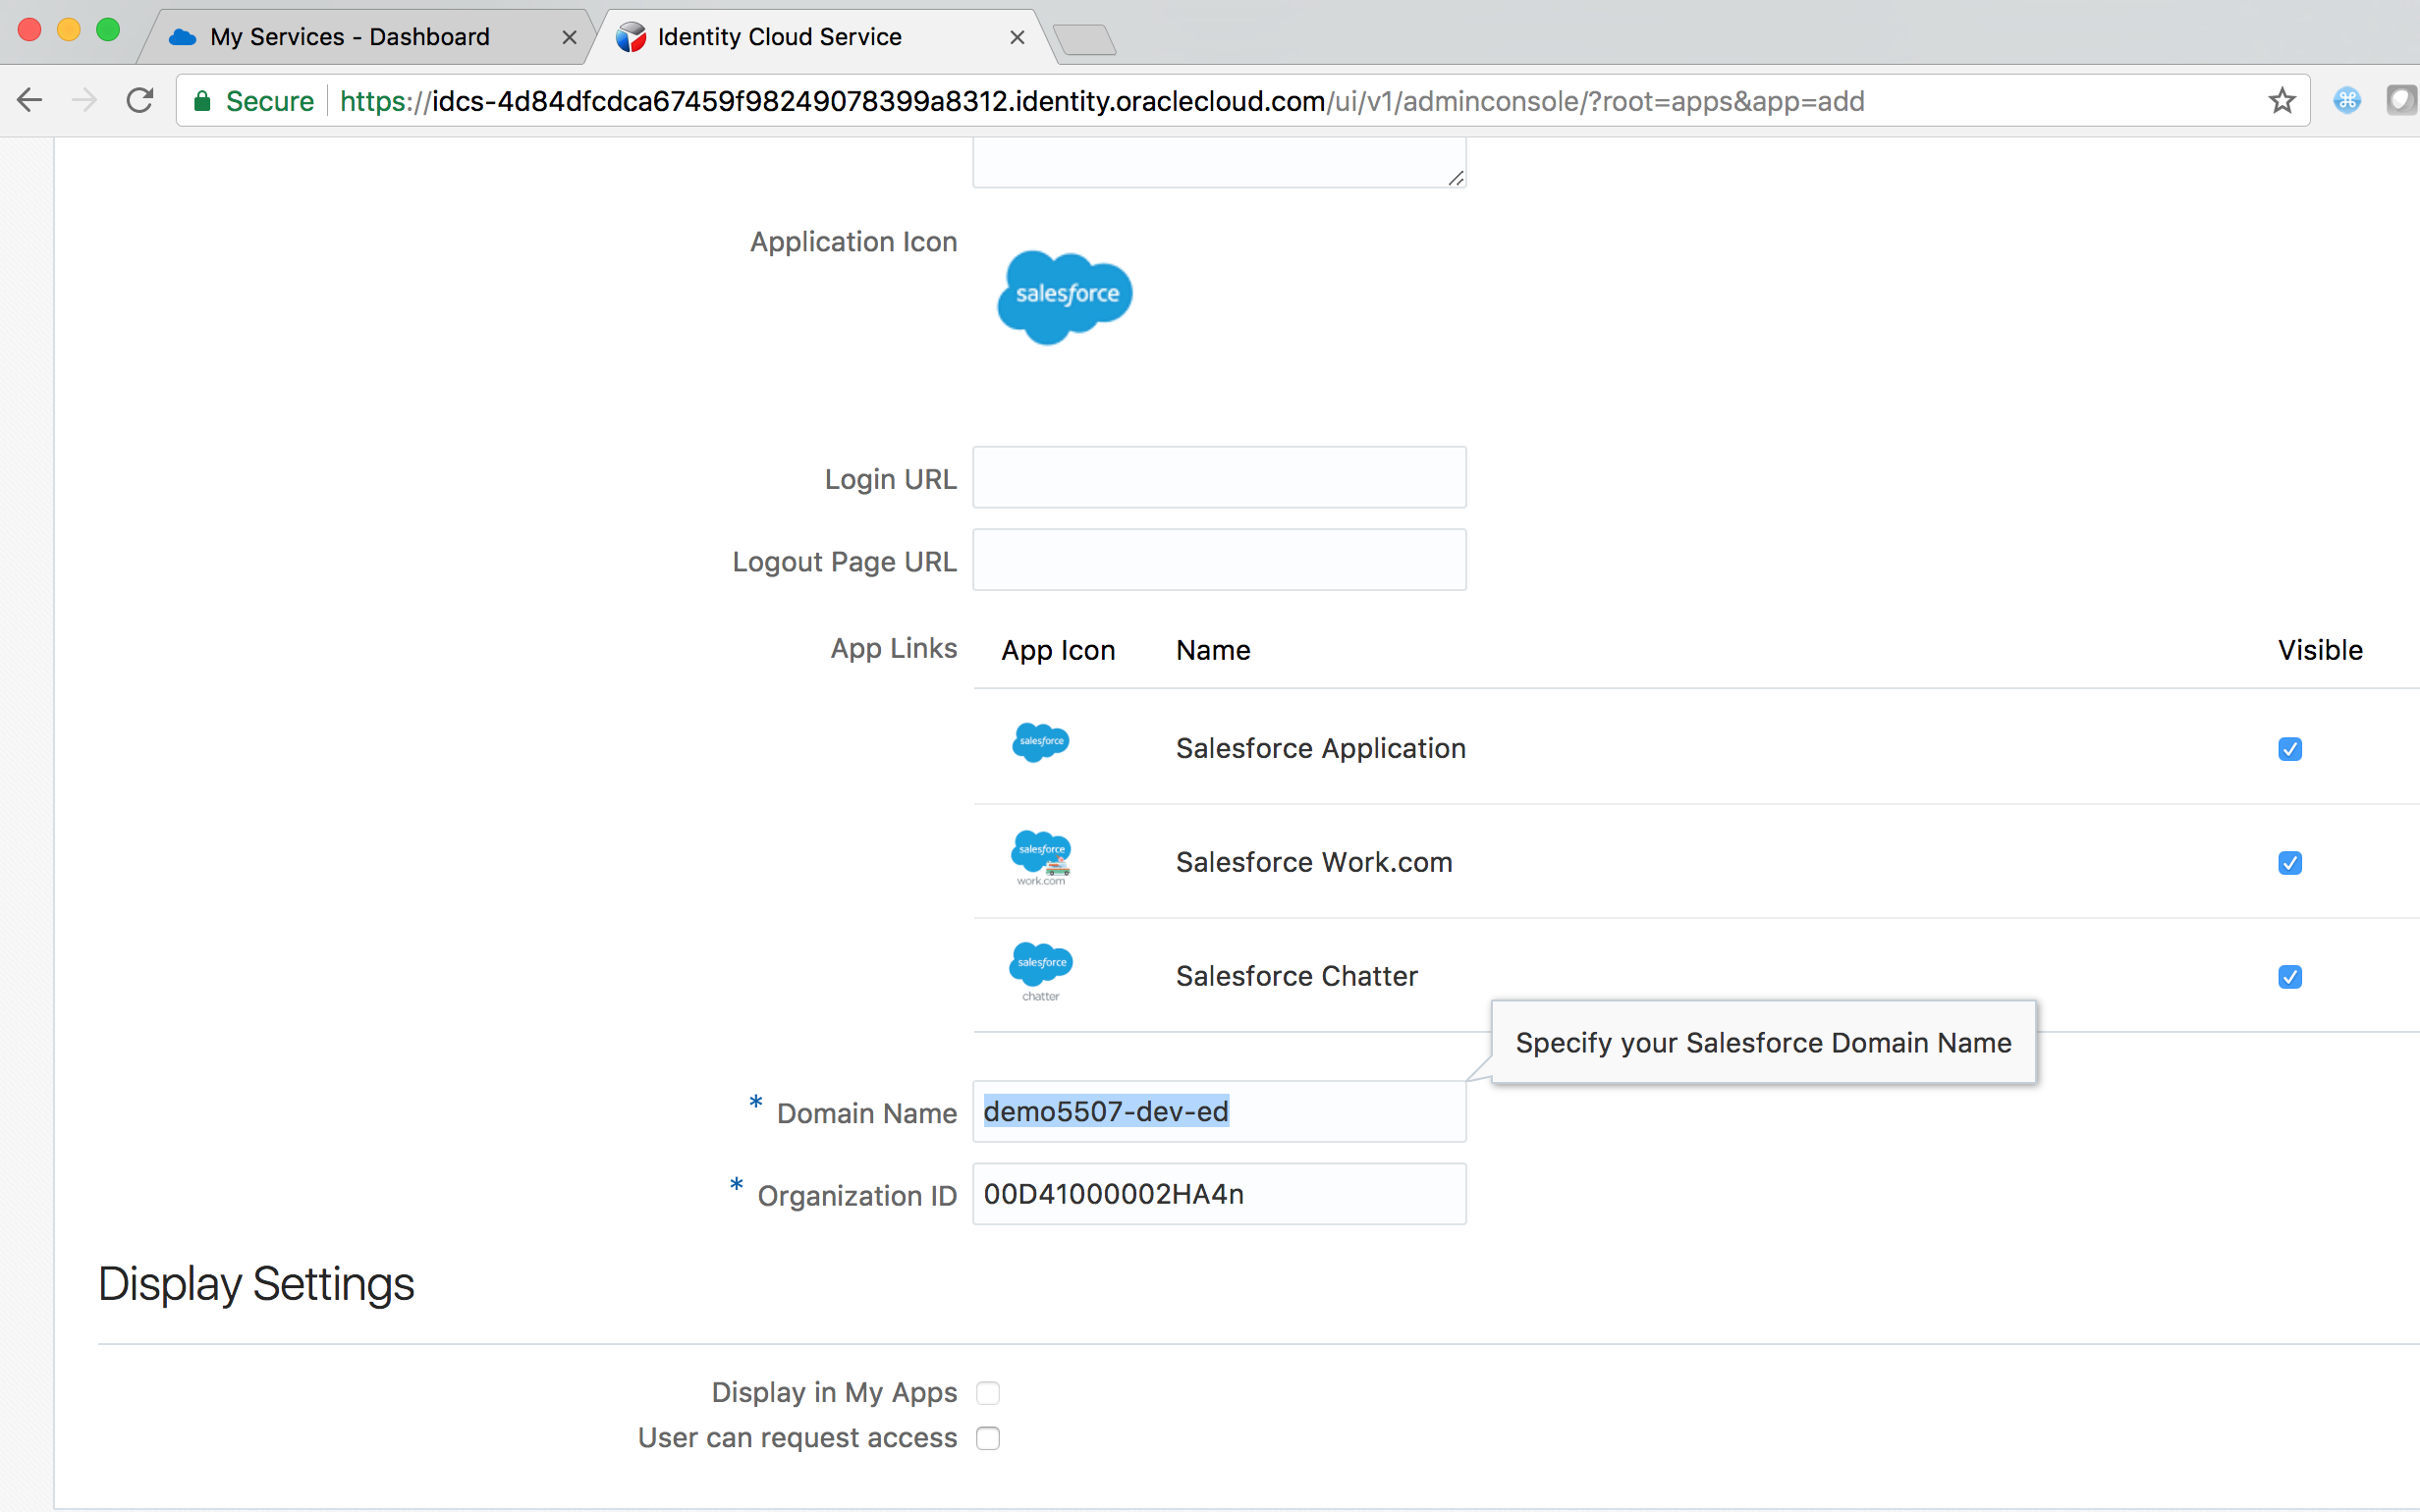 My Services - Dashboard
Identity Cloud Service
Secure https://idcs-4d84dfcdca67459f98249078399a8312.identity.oraclecloud.com/ui/v1/adminconsole/?root=apps&app=add
Application Icon
salesforce
Login URL
Logout Page URL
App Links App Icon Name Visible
salesforce Salesforce Application
salesforce
work.com
Salesforce Work.com
salesforce
chatter
Salesforce Chatter
Specify your Salesforce Domain Name
* Domain Name demo5507-dev-ed
* Organization ID 00D41000002HA4n
Display Settings
Display in My Apps
User can request access